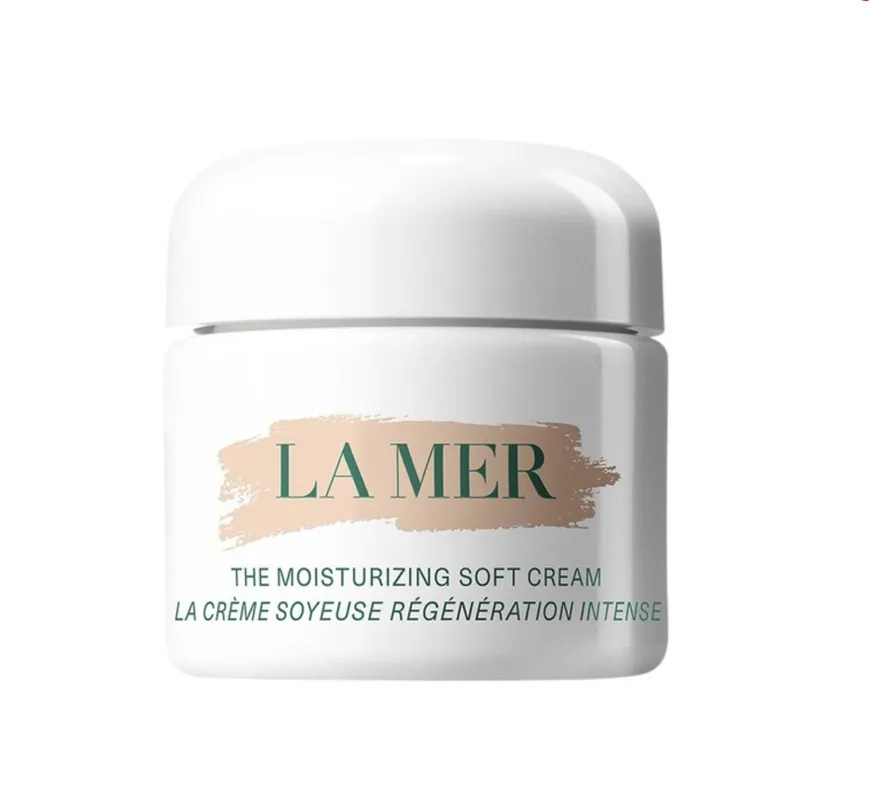 LA MER
THE MOISTURIZING SOFT CREAM
LA CRÈME SOYEUSE RÉGÉNÉRATION INTENSE